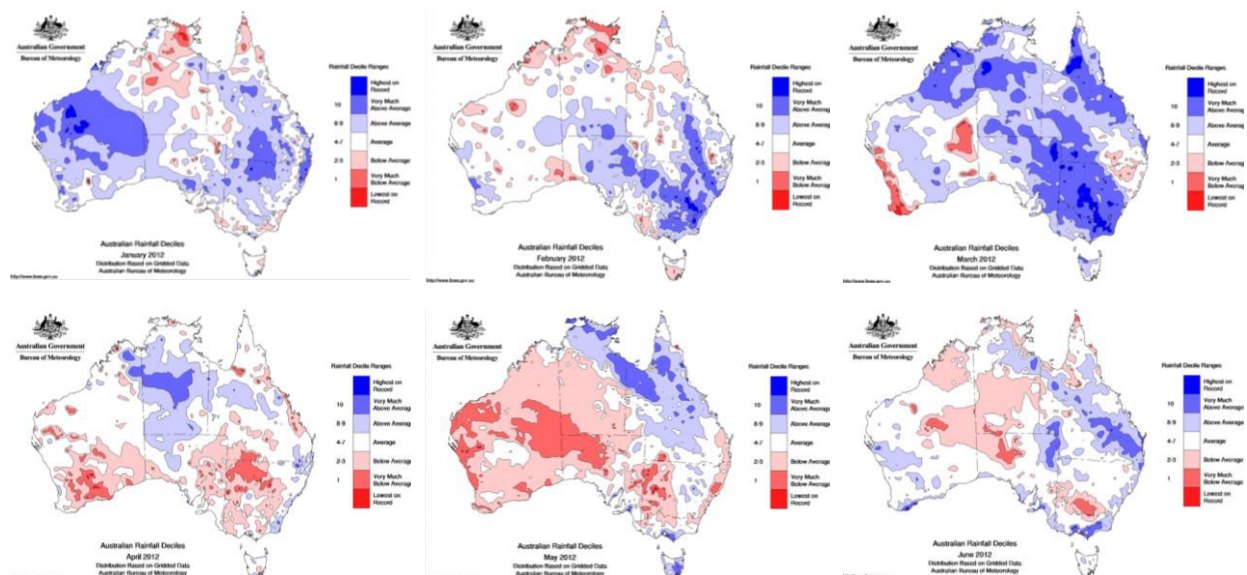 Australian Government
Bureau of Meteorology
Rainfall Decile Ranges
Highest on
Record
10
Very Much
Above Average
8-9
Above Average
4-7
Average
2-3
Below Average
1
Very Much
Below Average
Lowest on
Record
Australian Rainfall Deciles
January 2012
Distribution Based on Gridded Data
Australian Bureau of Meteorology
http://www.bom.gov.au
Australian Government
Bureau of Meteorology
Rainfall Decile Ranges
Highest on
Record
10
Very Much
Above Average
8-9
Above Average
4-7
Average
2-3
Below Average
1
Very Much
Below Average
Lowest on
Record
Australian Rainfall Deciles
February 2012
Distribution Based on Gridded Data
Australian Bureau of Meteorology
http://www.bom.gov.au
Australian Government
Bureau of Meteorology
Rainfall Decile Ranges
Highest on
Record
10
Very Much
Above Average
8-9
Above Average
4-7
Average
2-3
Below Average
1
Very Much
Below Average
Lowest on
Record
Australian Rainfall Deciles
March 2012
Distribution Based on Gridded Data
Australian Bureau of Meteorology
http://www.bom.gov.au
Australian Government
Bureau of Meteorology
Rainfall Decile Ranges
Highest on
Record
10
Very Much
Above Average
8-9
Above Average
4-7
Average
2-3
Below Average
1
Very Much
Below Average
Lowest on
Record
Australian Rainfall Deciles
April 2012
Distribution Based on Gridded Data
Australian Bureau of Meteorology
Australian Government
Bureau of Meteorology
Rainfall Decile Ranges
Highest on
Record
10
Very Much
Above Average
8-9
Above Average
4-7
Average
2-3
Below Average
1
Very Much
Below Average
Lowest on
Record
Australian Rainfall Deciles
May 2012
Distribution Based on Gridded Data
Australian Bureau of Meteorology
Australian Government
Bureau of Meteorology
Rainfall Decile Ranges
Highest on
Record
10
Very Much
Above Average
8-9
Above Average
4-7
Average
2-3
Below Average
1
Very Much
Below Average
Lowest on
Record
Australian Rainfall Deciles
June 2012
Distribution Based on Gridded Data
Australian Bureau of Meteorology